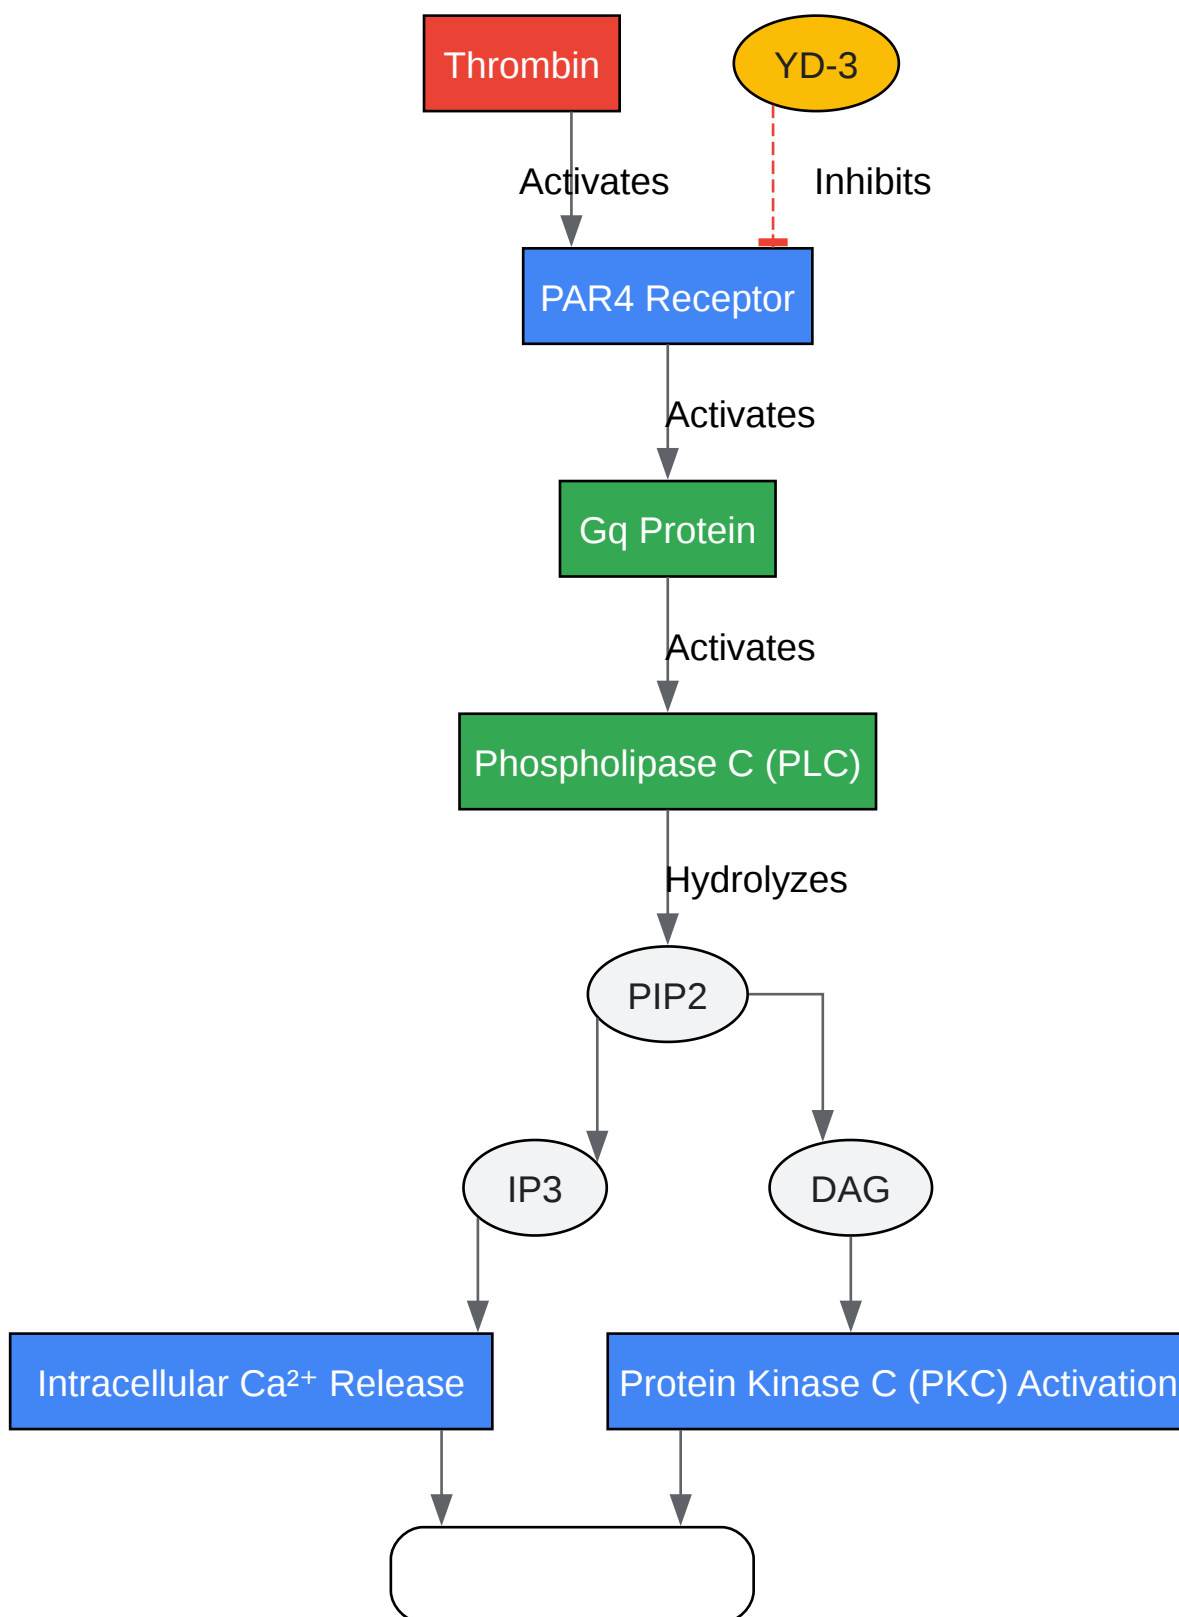 Thrombin
YD-3
Activates
Inhibits
PAR4 Receptor
Activates
Gq Protein
Activates
Phospholipase C (PLC)
Hydrolyzes
PIP2
IP3
DAG
Intracellular Ca²⁺ Release
Protein Kinase C (PKC) Activation